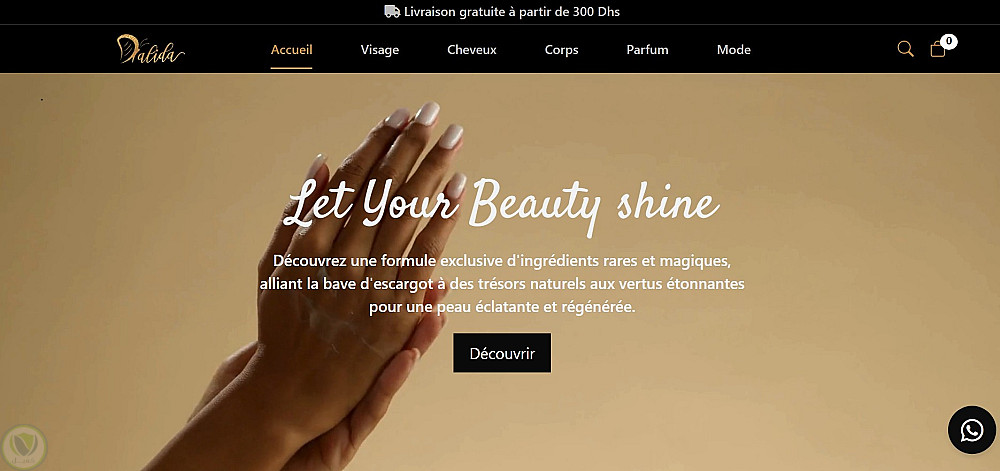 Livraison gratuite à partir de 300 Dhs
Dalida
Accueil Visage Cheveux Corps Parfum Mode
0
Let Your Beauty shine
Découvrez une formule exclusive d'ingrédients rares et magiques,
alliant la bave d'escargot à des trésors naturels aux vertus étonnantes
pour une peau éclatante et régénérée.
Découvrir